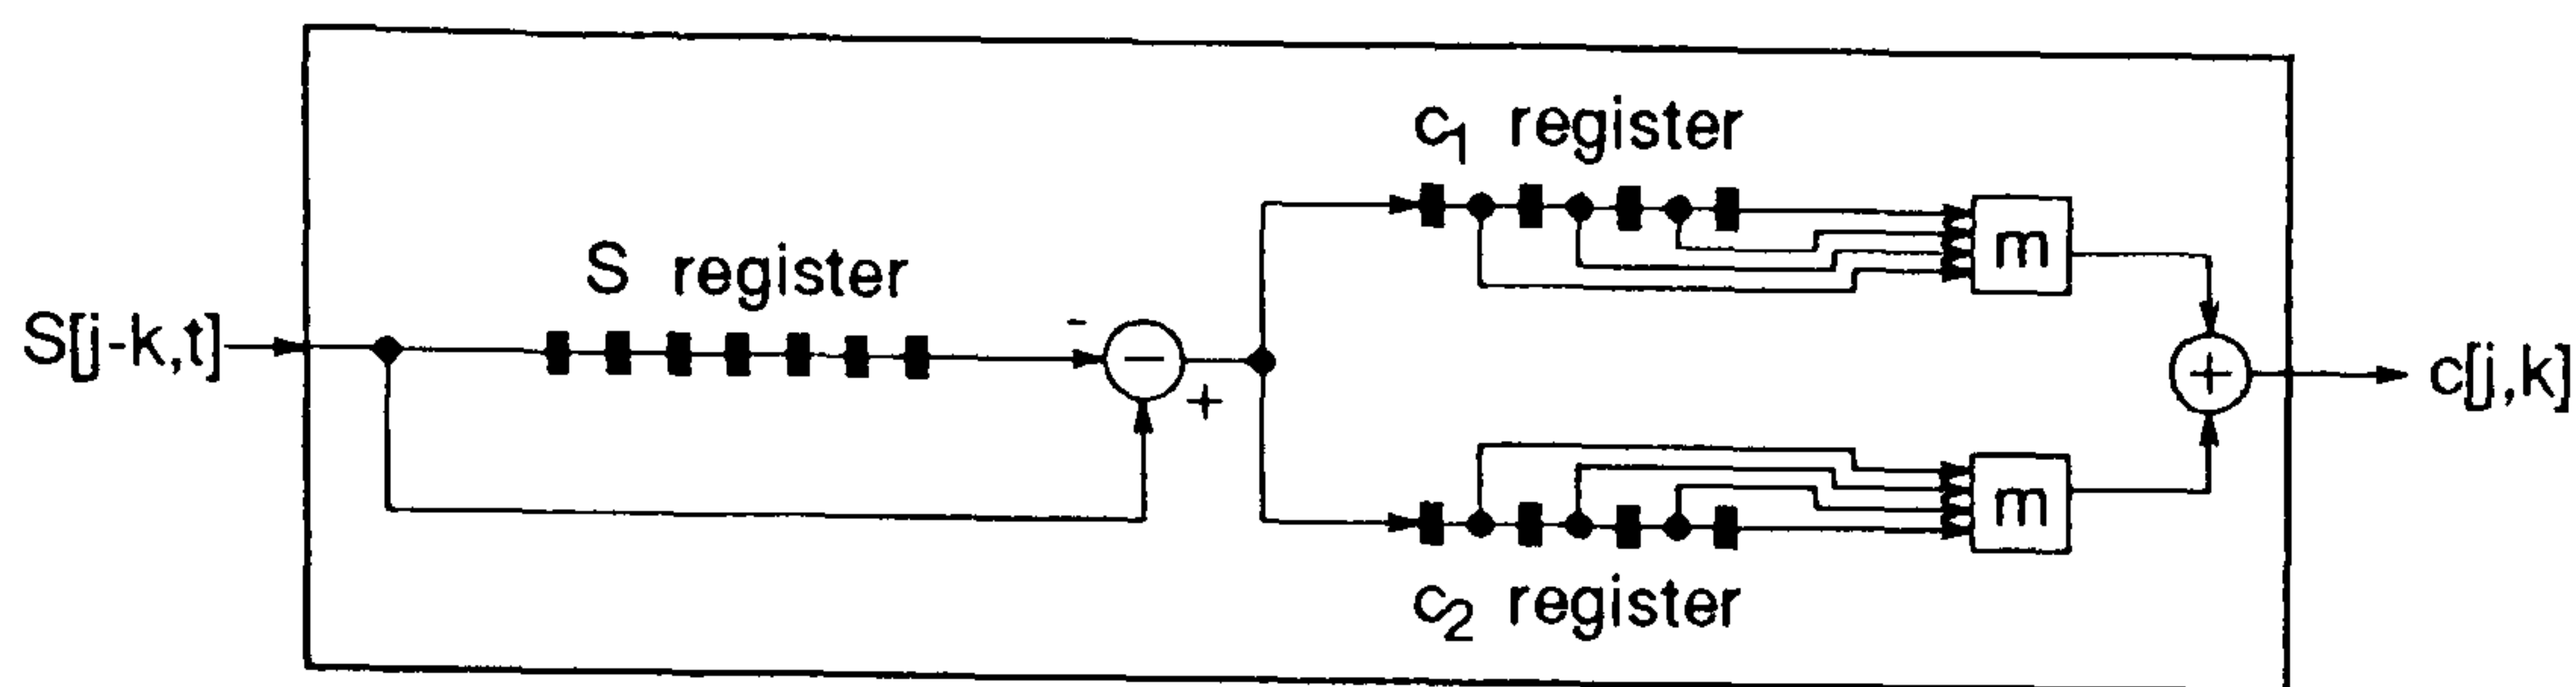 S[j-k,t]
S register
-
−
+
c₁ register
m
c₂ register
m
+
c[j,k]